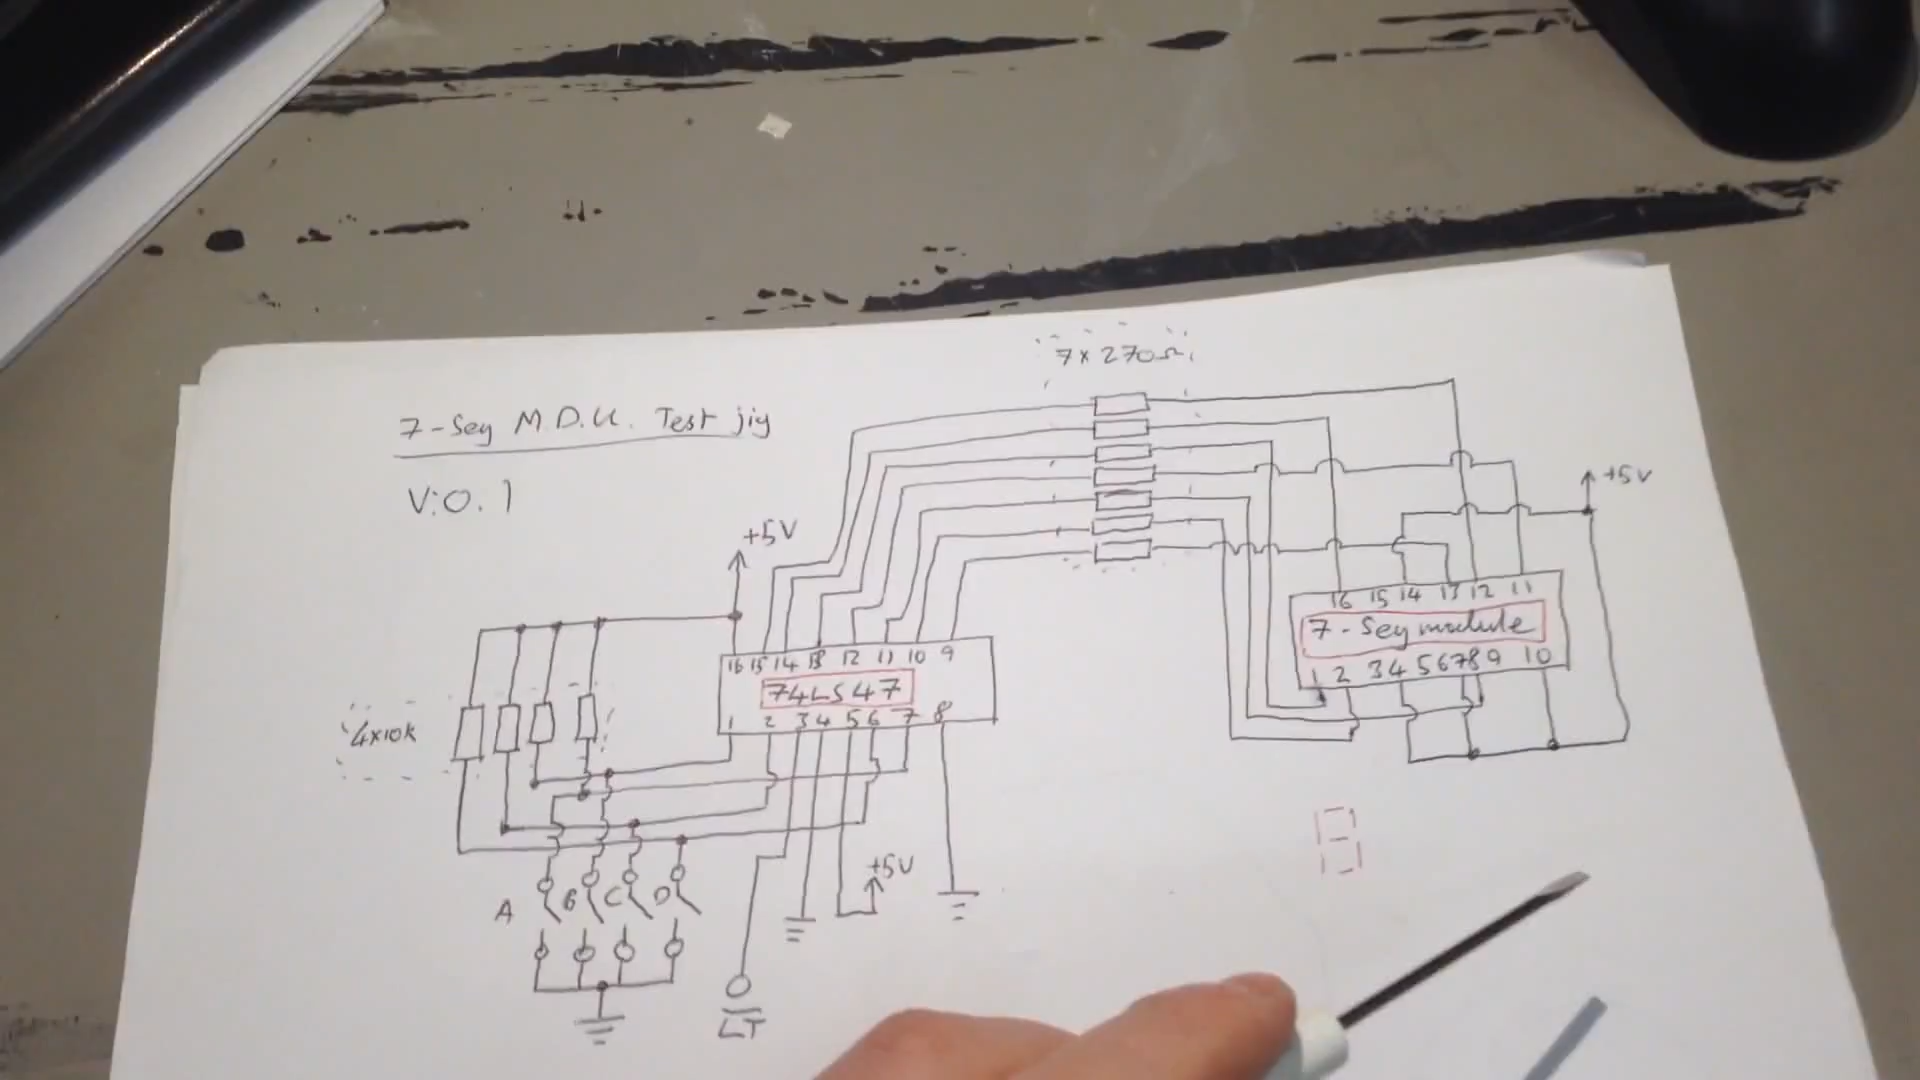 7x270Ω
7-Seg M.D.U. Test jig
V:0.1
+5V
+5V
16 15 14 13 12 11 10 9
74LS47
1 2 3 4 5 6 7 8
16 15 14 13 12 11
7-Seg module
1 2 3 4 5 6 7 8 9 10
4x10k
+5V
A B C D
LT